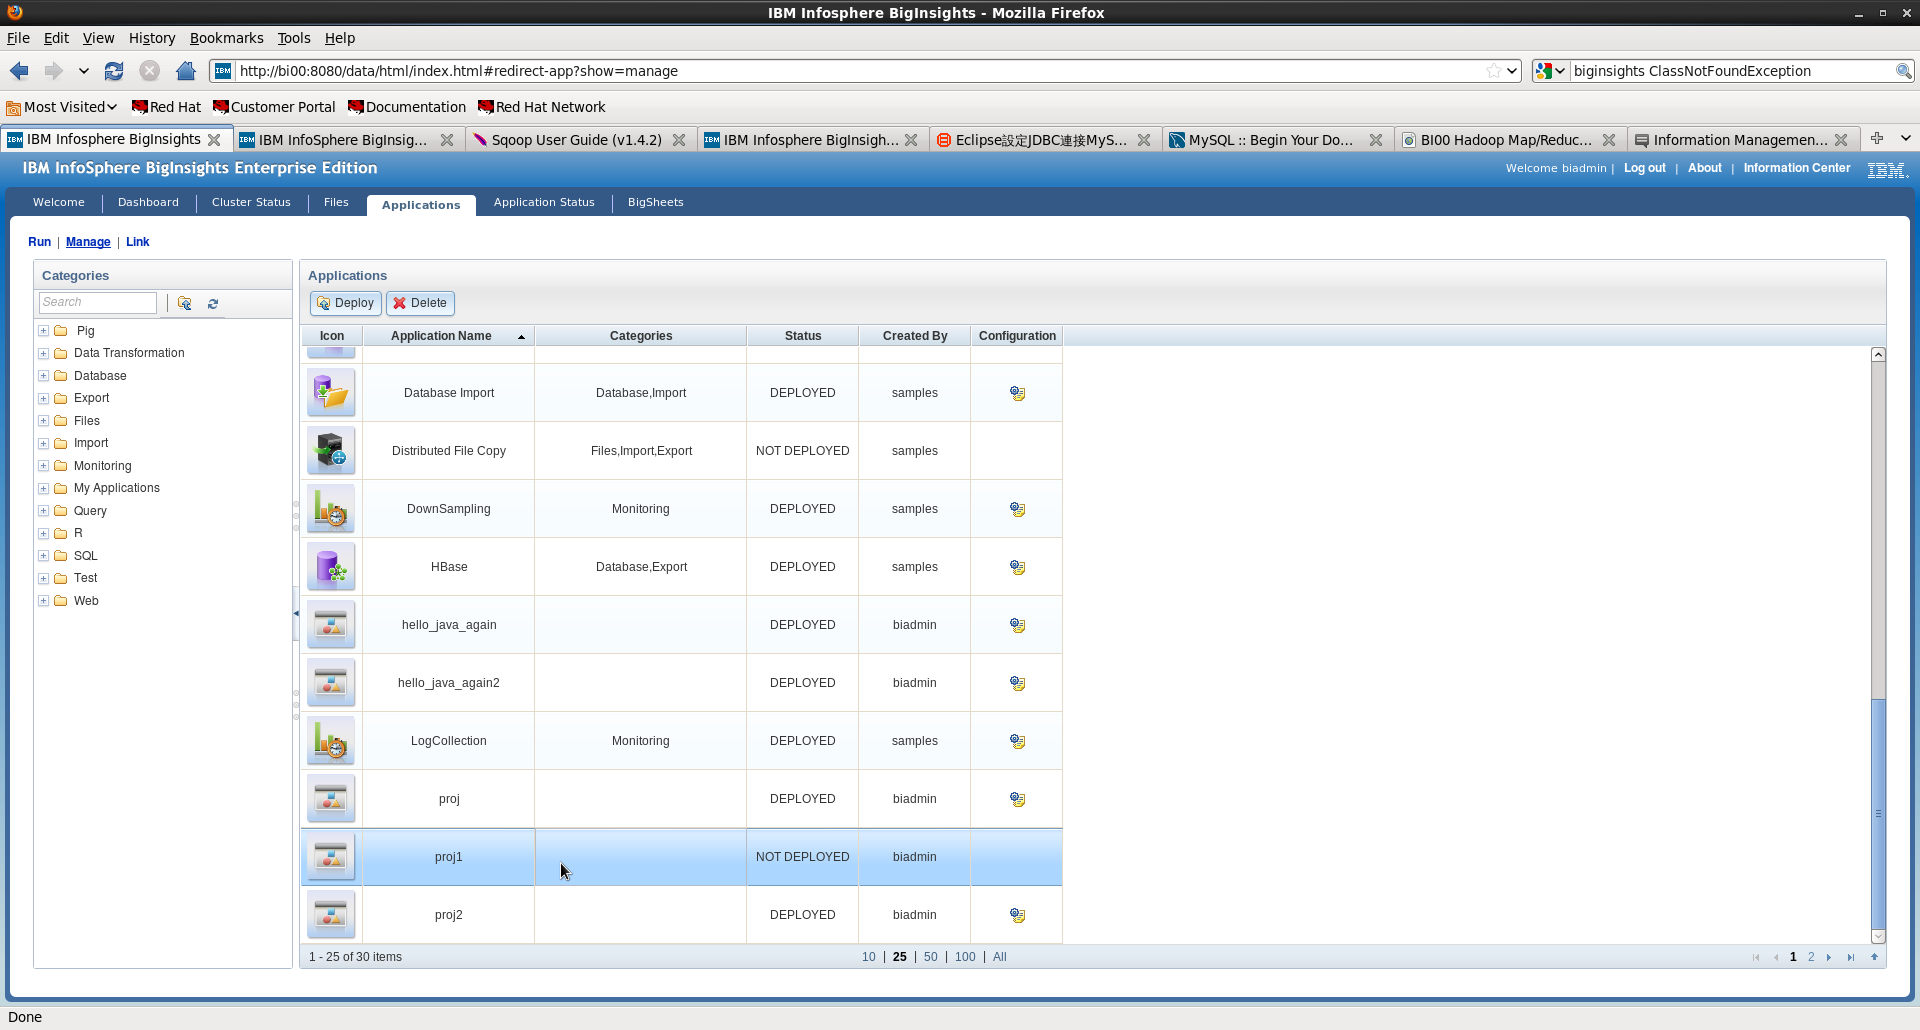 IBM Infosphere BigInsights - Mozilla Firefox
File Edit View History Bookmarks Tools Help
http://bi00:8080/data/html/index.html#redirect-app?show=manage
biginsights ClassNotFoundException
Most Visited Red Hat Customer Portal Documentation Red Hat Network
IBM Infosphere BigInsights
IBM InfoSphere BigInsig...
Sqoop User Guide (v1.4.2)
IBM Infosphere BigInsigh...
Eclipse設定JDBC連接MyS...
MySQL :: Begin Your Do...
BI00 Hadoop Map/Reduc...
Information Managemen...
IBM InfoSphere BigInsights Enterprise Edition
Welcome biadmin | Log out | About | Information Center
IBM.
Welcome Dashboard Cluster Status Files Applications Application Status BigSheets
Run | Manage | Link
Categories
Search
Pig
Data Transformation
Database
Export
Files
Import
Monitoring
My Applications
Query
R
SQL
Test
Web
Applications
Deploy Delete
Icon Application Name Categories Status Created By Configuration
Database Import Database,Import DEPLOYED samples
Distributed File Copy Files,Import,Export NOT DEPLOYED samples
DownSampling Monitoring DEPLOYED samples
HBase Database,Export DEPLOYED samples
hello_java_again DEPLOYED biadmin
hello_java_again2 DEPLOYED biadmin
LogCollection Monitoring DEPLOYED samples
proj DEPLOYED biadmin
proj1 NOT DEPLOYED biadmin
proj2 DEPLOYED biadmin
1 - 25 of 30 items 10 | 25 | 50 | 100 | All 1 2
Done